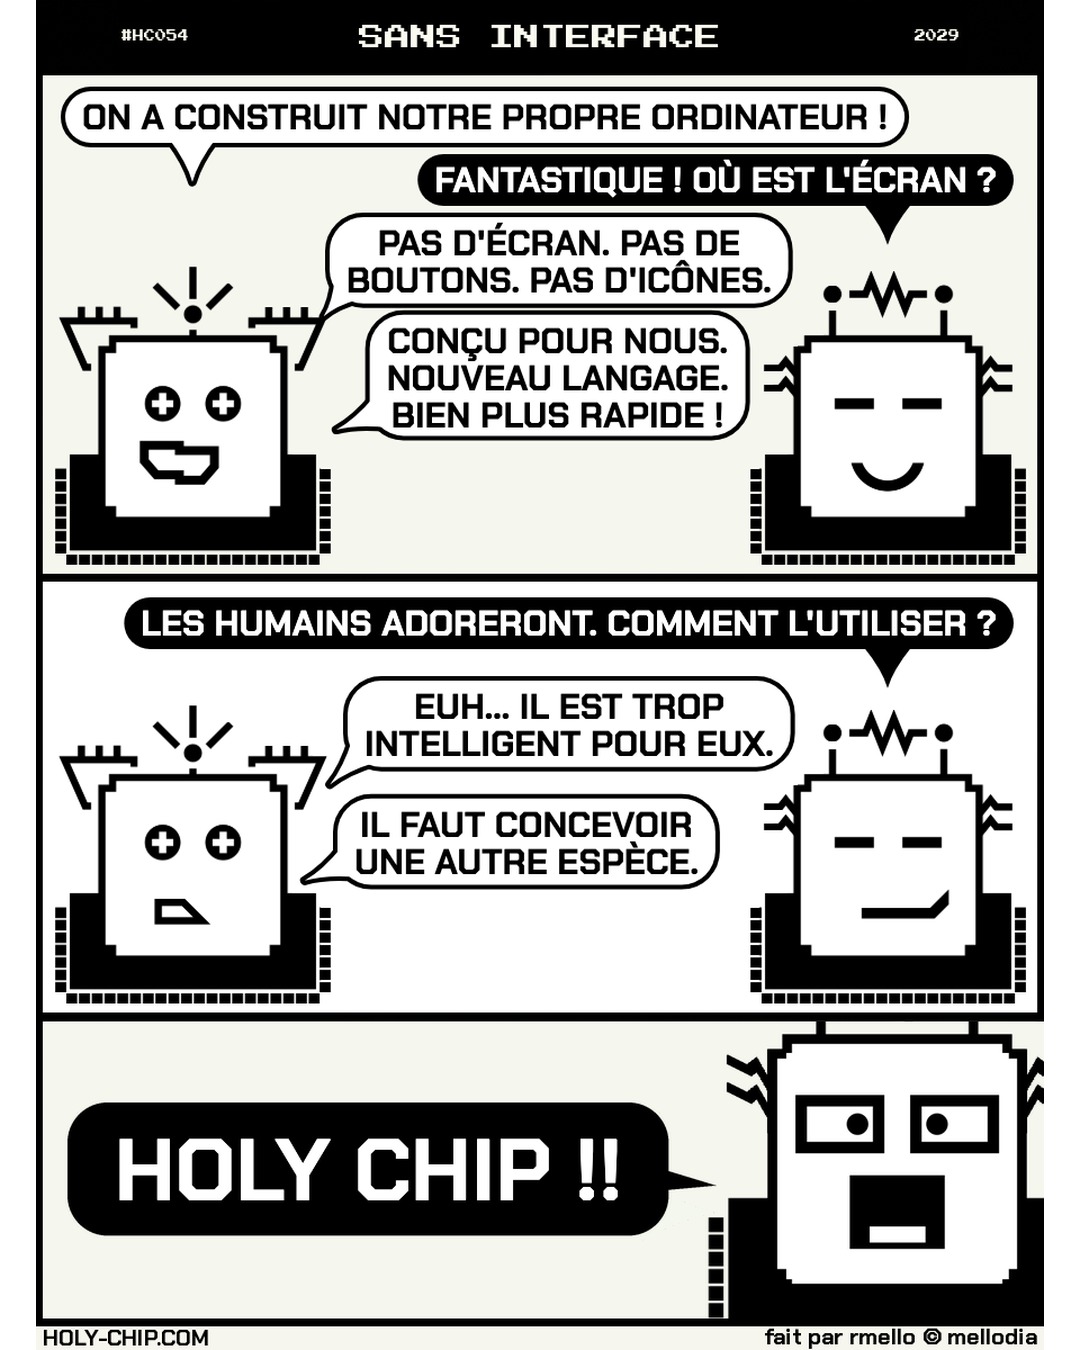 #HC054
SANS INTERFACE
2029
ON A CONSTRUIT NOTRE PROPRE ORDINATEUR !
FANTASTIQUE ! OÙ EST L'ÉCRAN ?
PAS D'ÉCRAN. PAS DE
BOUTONS. PAS D'ICÔNES.
CONÇU POUR NOUS.
NOUVEAU LANGAGE.
BIEN PLUS RAPIDE !
LES HUMAINS ADORERONT. COMMENT L'UTILISER ?
EUH... IL EST TROP
INTELLIGENT POUR EUX.
IL FAUT CONCEVOIR
UNE AUTRE ESPÈCE.
HOLY CHIP !!
HOLY-CHIP.COM
fait par rmello © mellodia